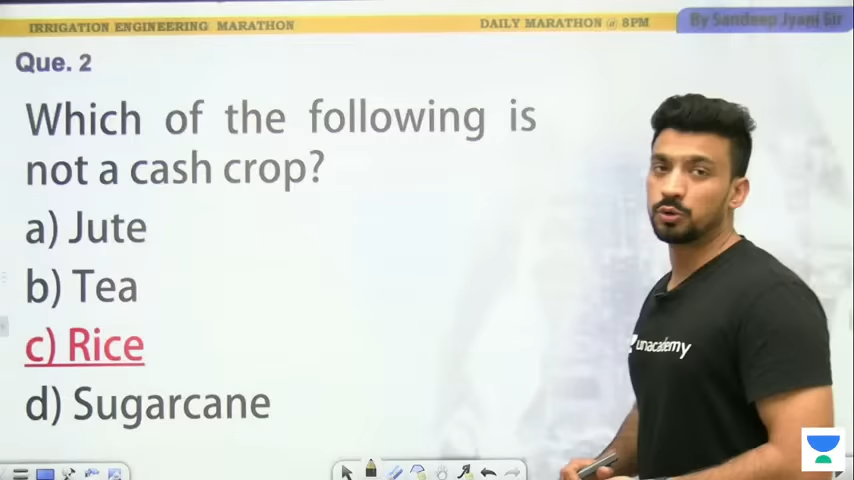 IRRIGATION ENGINEERING MARATHON
DAILY MARATHON @ 8PM
By Sandeep Jyani Sir
Que. 2
Which of the following is
not a cash crop?
a) Jute
b) Tea
c) Rice
d) Sugarcane
unacademy